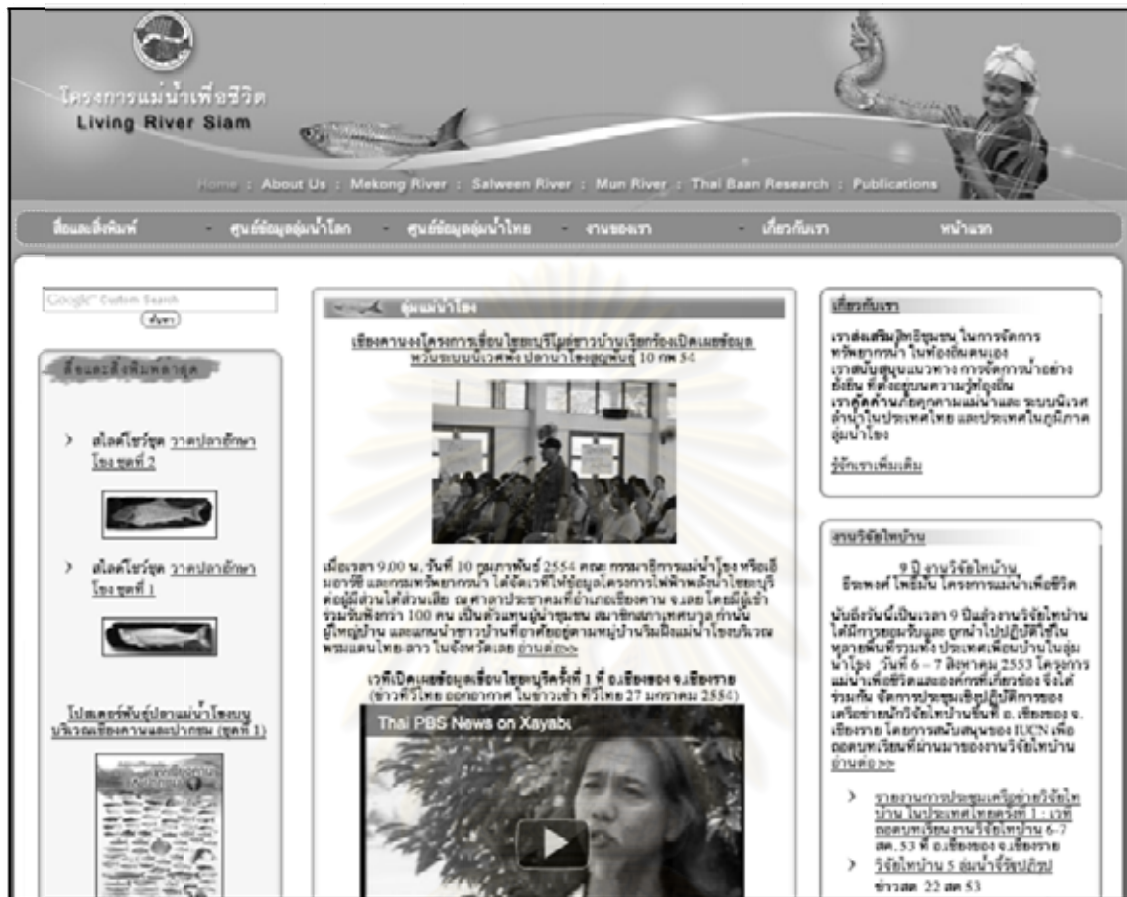 โครงการแม่น้ำเพื่อชีวิต
Living River Siam
Home : About Us : Mekong River : Salween River : Mun River : Thai Baan Research : Publications
สื่อและสิ่งพิมพ์ - ศูนย์ข้อมูลลุ่มน้ำโลก - ศูนย์ข้อมูลลุ่มน้ำไทย - งานของเรา - เกี่ยวกับเรา หน้าแรก
Google™ Custom Search
ค้นหา
สื่อและสิ่งพิมพ์ล่าสุด
> สไลด์โชว์ชุด วาดปลาอักษา
โขง ชุดที่ 2
> สไลด์โชว์ชุด วาดปลาอักษา
โขง ชุดที่ 1
โปสเตอร์พันธุ์ปลาแม่น้ำโขงบน
บริเวณเชียงคานและปากชม (ชุดที่ 1)
ลุ่มแม่น้ำโขง
เชียงคานงงโครงการเขื่อนไซยะบุรีโผล่ชาวบ้านเรียกร้องเปิดเผยข้อมูล
หวั่นระบบนิเวศพัง ปลาน้ำโขงสูญพันธุ์ 10 กพ 54
เมื่อเวลา 9.00 น. วันที่ 10 กุมภาพันธ์ 2554 คณะ กรรมาธิการแม่น้ำโขง หรือเอ็
มอาร์ซี และกรมทรัพยากรน้ำ ได้จัดเวทีให้ข้อมูลโครงการไฟฟ้าพลังน้ำไซยะบุรี
ต่อผู้มีส่วนได้ส่วนเสีย ณ ศาลาประชาคมที่อำเภอเชียงคาน จ.เลย โดยมีผู้เข้า
ร่วมรับฟังกว่า 100 คน เป็นตัวแทนผู้นำชุมชน สมาชิกสภาเทศบาล กำนัน
ผู้ใหญ่บ้าน และแกนนำชาวบ้านที่อาศัยอยู่ตามหมู่บ้านริมฝั่งแม่น้ำโขงบริเวณ
พรมแดนไทย-ลาว ในจังหวัดเลย อ่านต่อ>>
เวทีเปิดเผยข้อมูลเขื่อนไซยะบุรีครั้งที่ 1 ที่ อ.เชียงของ จ.เชียงราย
(ข่าวทีวีไทย ออกอากาศ ในข่าวเช้า ทีวีไทย 27 มกราคม 2554)
Thai PBS News on Xayabu
เกี่ยวกับเรา
เราส่งเสริมสิทธิชุมชน ในการจัดการ
ทรัพยากรน้ำ ในท้องถิ่นตนเอง
เราสนับสนุนแนวทาง การจัดการน้ำอย่าง
ยั่งยืน ที่ตั้งอยู่บนความรู้ท้องถิ่น
เราคัดค้านภัยคุกคามแม่น้ำและ ระบบนิเวศ
ลำน้ำในประเทศไทย และประเทศในภูมิภาค
ลุ่มน้ำโขง
รู้จักเราเพิ่มเติม
งานวิจัยไทบ้าน
9 ปี งานวิจัยไทบ้าน
ธีระพงศ์ โพธิ์มั่น โครงการแม่น้ำเพื่อชีวิต
นับถึงวันนี้เป็นเวลา 9 ปีแล้วงานวิจัยไทบ้าน
ได้มีการยอมรับและ ถูกนำไปปฏิบัติใช้ใน
หลายพื้นที่รวมทั้ง ประเทศเพื่อนบ้านในลุ่ม
น้ำโขง วันที่ 6 – 7 สิงหาคม 2553 โครงการ
แม่น้ำเพื่อชีวิตและองค์กรที่เกี่ยวข้อง จึงได้
ร่วมกัน จัดการประชุมเชิงปฏิบัติการของ
เครือข่ายนักวิจัยไทบ้านขึ้นที่ อ. เชียงของ จ.
เชียงราย โดยการสนับสนุนของ IUCN เพื่อ
ถอดบทเรียนที่ผ่านมาของงานวิจัยไทบ้าน
อ่านต่อ>>
> รายงานการประชุมเครือข่ายวิจัยไท
บ้าน ในประเทศไทยครั้งที่ 1 : เวที
ถอดบทเรียนงานวิจัยไทบ้าน 6-7
สค. 53 ที่ อ.เชียงของ จ.เชียงราย
> วิจัยไทบ้าน 5 ลุ่มน้ำจี้รัฐปฏิรูป
ข่าวสด 22 สค 53